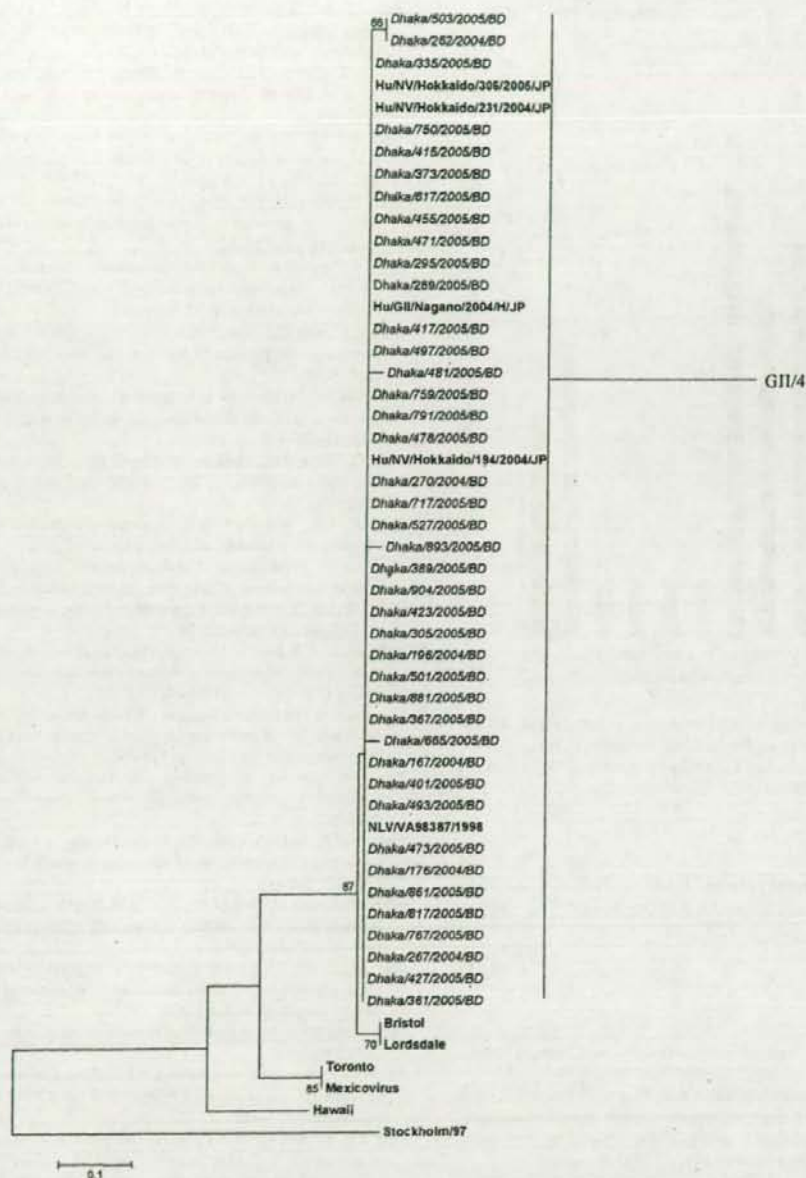 66
Dhaka/503/2005/BD
Dhaka/262/2004/BD
Dhaka/335/2005/BD
Hu/NV/Hokkaido/306/2005/JP
Hu/NV/Hokkaido/231/2004/JP
Dhaka/750/2005/BD
Dhaka/415/2005/BD
Dhaka/373/2005/BD
Dhaka/617/2005/BD
Dhaka/455/2005/BD
Dhaka/471/2005/BD
Dhaka/295/2005/BD
Dhaka/289/2005/BD
Hu/GII/Nagano/2004/H/JP
Dhaka/417/2005/BD
Dhaka/497/2005/BD
Dhaka/481/2005/BD
GII/4
Dhaka/759/2005/BD
Dhaka/791/2005/BD
Dhaka/478/2005/BD
Hu/NV/Hokkaido/194/2004/JP
Dhaka/270/2004/BD
Dhaka/717/2005/BD
Dhaka/527/2005/BD
Dhaka/893/2005/BD
Dhaka/389/2005/BD
Dhaka/904/2005/BD
Dhaka/423/2005/BD
Dhaka/305/2005/BD
Dhaka/196/2004/BD
Dhaka/501/2005/BD
Dhaka/881/2005/BD
Dhaka/367/2005/BD
Dhaka/665/2005/BD
Dhaka/167/2004/BD
Dhaka/401/2005/BD
Dhaka/493/2005/BD
NLV/VA98387/1998
Dhaka/473/2005/BD
Dhaka/176/2004/BD
87
Dhaka/861/2005/BD
Dhaka/817/2005/BD
Dhaka/767/2005/BD
Dhaka/267/2004/BD
Dhaka/427/2005/BD
Dhaka/361/2005/BD
Bristol
70
Lordsdale
Toronto
85
Mexicovirus
Hawaii
Stockholm/97
0.1